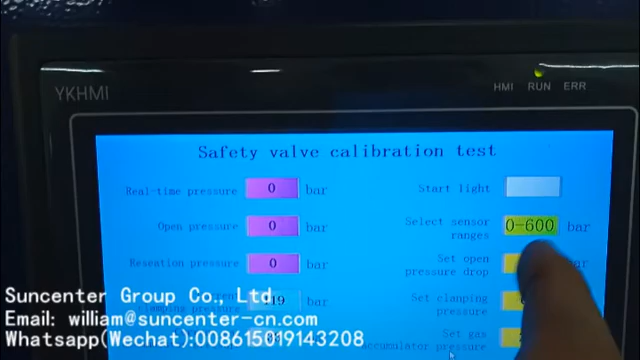 YKHMI
HMI RUN ERR
Safety valve calibration test
Real-time pressure 0 bar
Start light
Open pressure 0 bar
Select sensor ranges 0-600 bar
Reseation pressure 0 bar
Set open pressure drop
bar
Set clanping pressure
Set gas
accumulator pressure
Suncenter Group Co., Ltd
Email: william@suncenter-cn.com
Whatsapp(Wechat):008615019143208